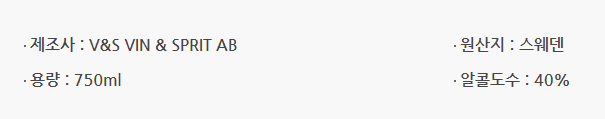 · 제조사 : V&S VIN & SPRIT AB
· 원산지 : 스웨덴
· 용량 : 750ml
· 알콜도수 : 40%